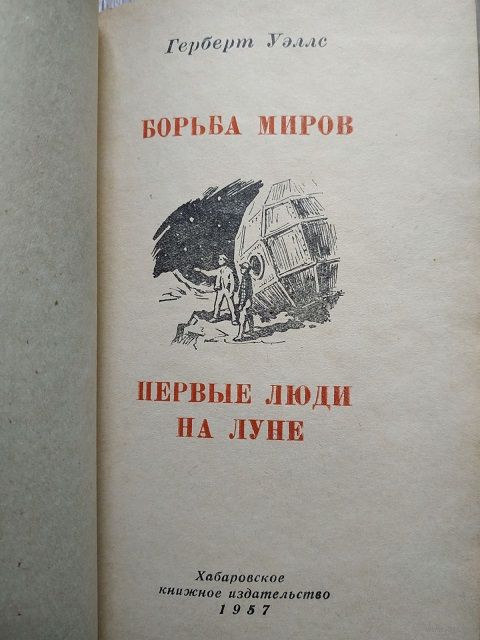 Герберт Уэллс
БОРЬБА МИРОВ
ПЕРВЫЕ ЛЮДИ
НА ЛУНЕ
Хабаровское
книжное издательство
1957